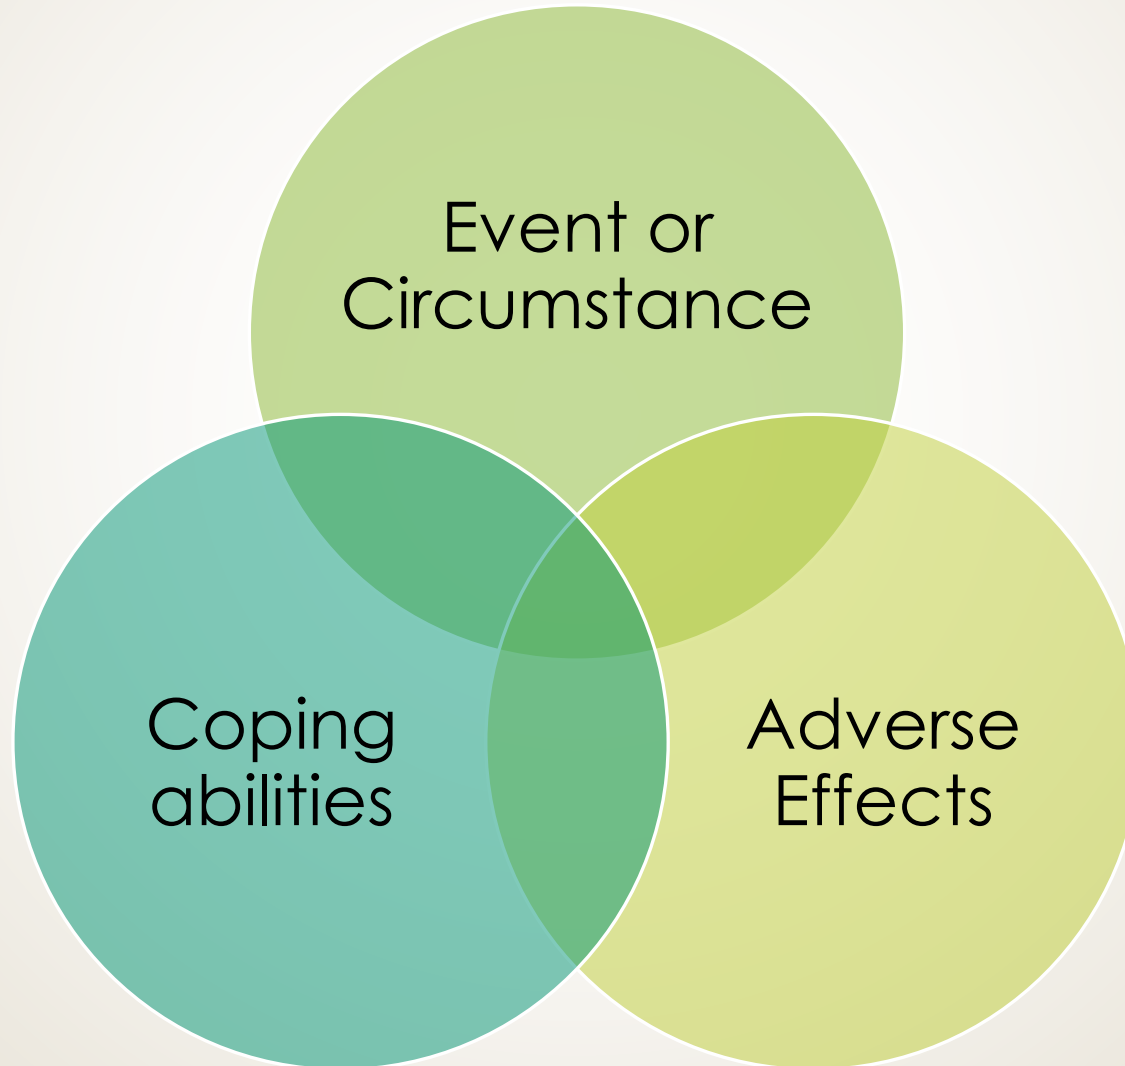 Event or
Circumstance
Coping
abilities
Adverse
Effects